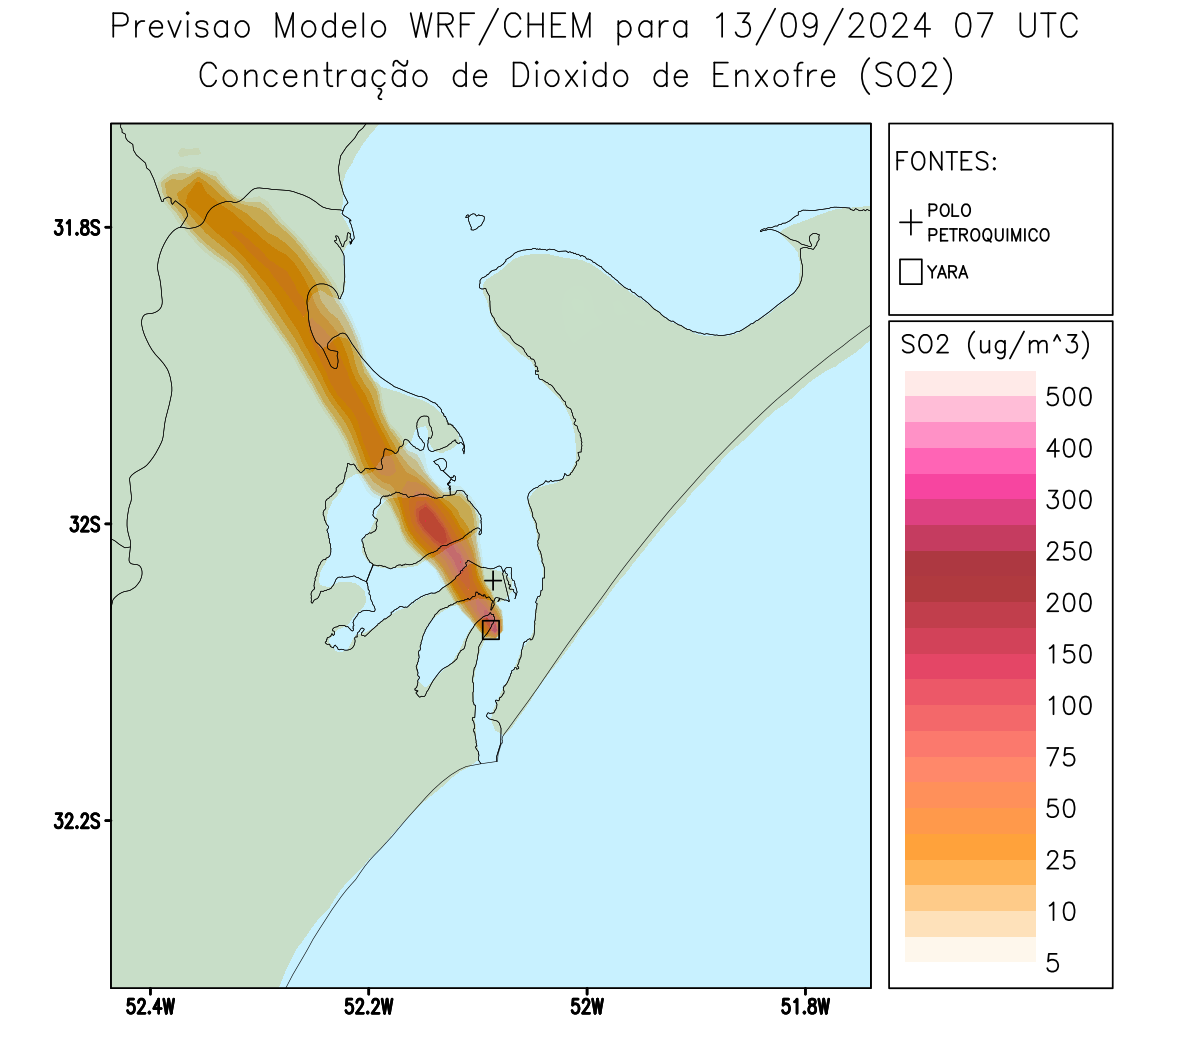 Previsao Modelo WRF/CHEM para 13/09/2024 07 UTC
Concentração de Dioxido de Enxofre (SO2)
FONTES:
POLO
PETROQUIMICO
YARA
SO2 (ug/m^3)
500
400
300
250
200
150
100
75
50
25
10
5
31.8S
32S
32.2S
52.4W
52.2W
52W
51.8W